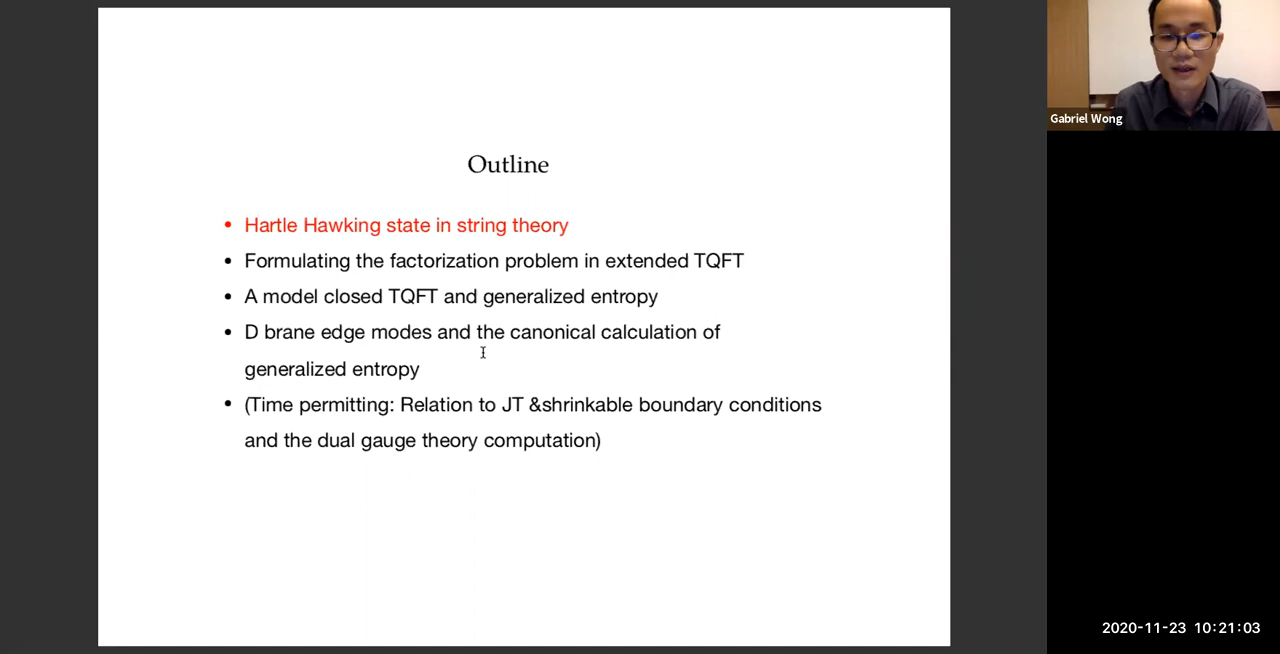 Outline
• Hartle Hawking state in string theory
• Formulating the factorization problem in extended TQFT
• A model closed TQFT and generalized entropy
• D brane edge modes and the canonical calculation of
generalized entropy
• (Time permitting: Relation to JT &shrinkable boundary conditions
and the dual gauge theory computation)
Gabriel Wong
2020-11-23 10:21:03